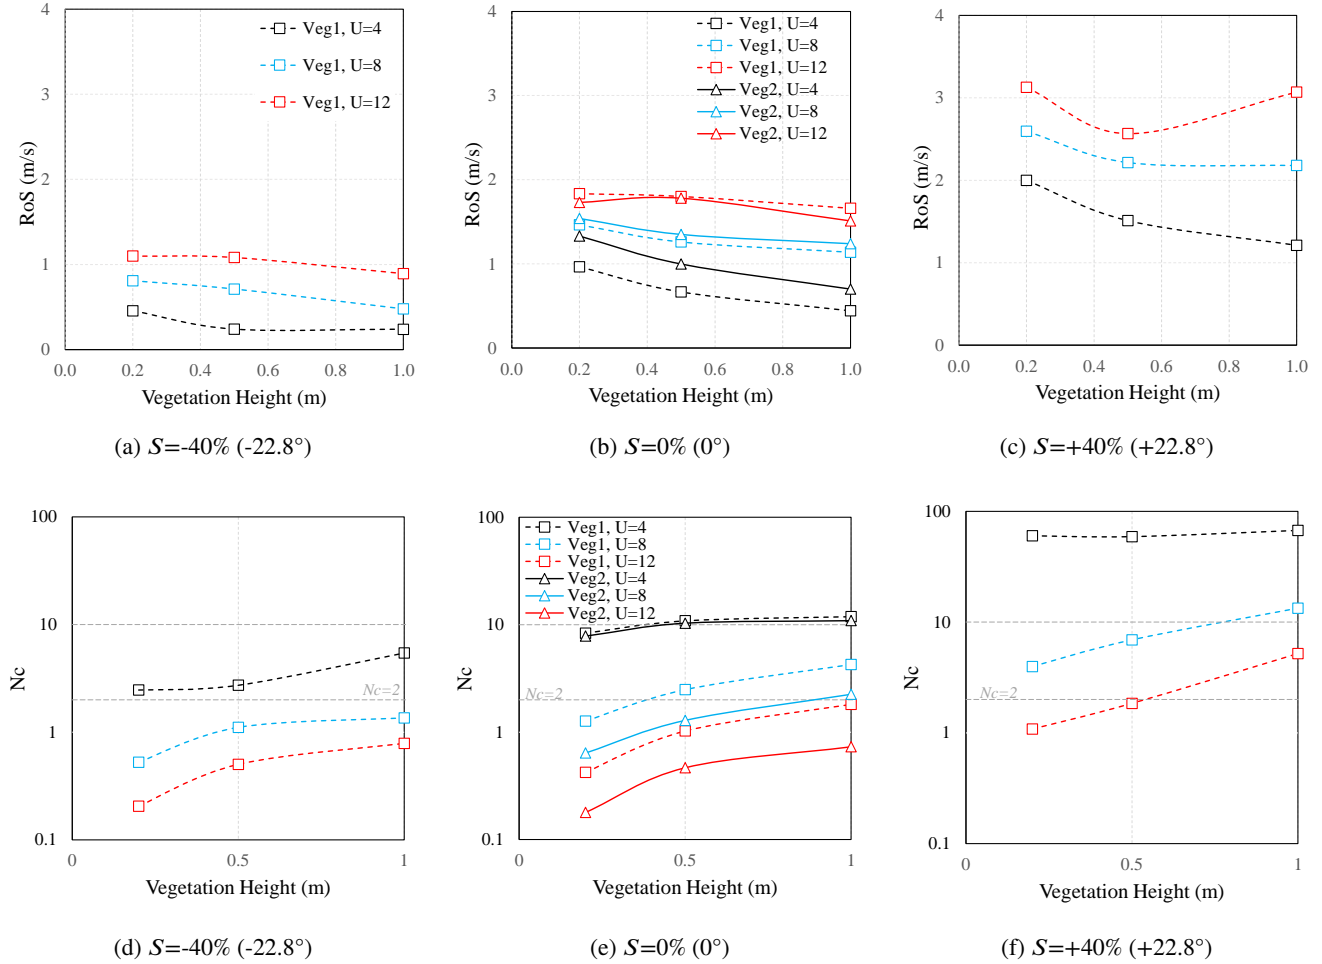 4
3
2
1
0
RoS (m/s)
0.0 0.2 0.4 0.6 0.8 1.0
Vegetation Height (m)
Veg1, U=4
Veg1, U=8
Veg1, U=12
(a) S=-40% (-22.8°)
4
3
2
1
0
RoS (m/s)
0.0 0.2 0.4 0.6 0.8 1.0
Vegetation Height (m)
Veg1, U=4
Veg1, U=8
Veg1, U=12
Veg2, U=4
Veg2, U=8
Veg2, U=12
(b) S=0% (0°)
4
3
2
1
0
RoS (m/s)
0.0 0.2 0.4 0.6 0.8 1.0
Vegetation Height (m)
(c) S=+40% (+22.8°)
100
10
1
0.1
Nc
Nc=2
0 0.5 1
Vegetation Height (m)
(d) S=-40% (-22.8°)
100
10
1
0.1
Nc
Veg1, U=4
Veg1, U=8
Veg1, U=12
Veg2, U=4
Veg2, U=8
Veg2, U=12
Nc=2
0 0.5 1
Vegetation Height (m)
(e) S=0% (0°)
100
10
1
0.1
Nc
Nc=2
0 0.5 1
Vegetation Height (m)
(f) S=+40% (+22.8°)